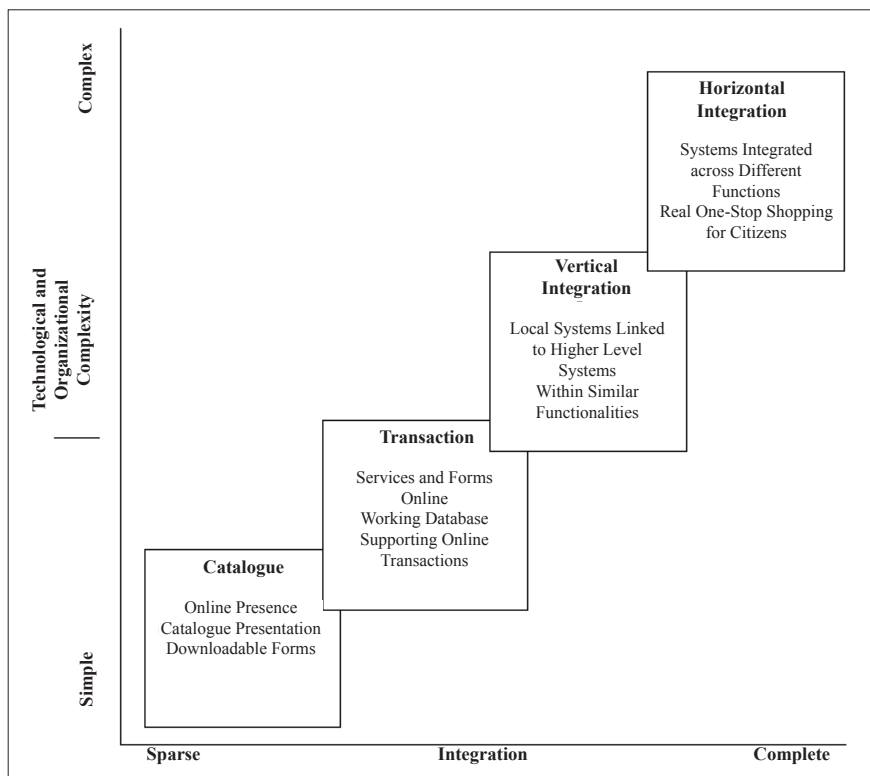 Complex
Technological and
Organizational
Complexity
Simple
Horizontal
Integration
Systems Integrated
across Different
Functions
Real One-Stop Shopping
for Citizens
Vertical
Integration
Local Systems Linked
to Higher Level
Systems
Within Similar
Functionalities
Transaction
Services and Forms
Online
Working Database
Supporting Online
Transactions
Catalogue
Online Presence
Catalogue Presentation
Downloadable Forms
Sparse
Integration
Complete